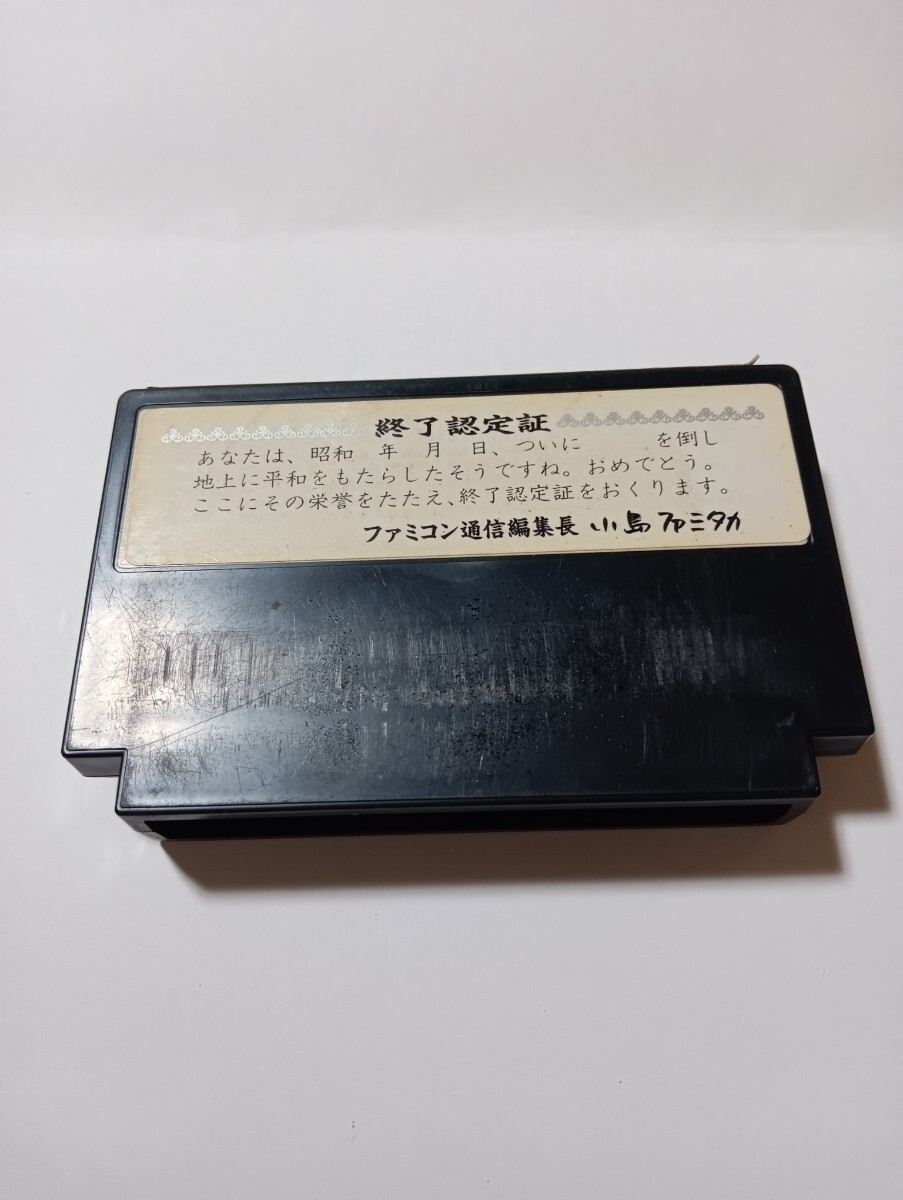 終了認定証
あなたは、昭和　年　月　日、ついに　　　を倒し
地上に平和をもたらしたそうですね。おめでとう。
ここにその栄誉をたたえ、終了認定証をおくります。
ファミコン通信編集長 小島ファミタカ